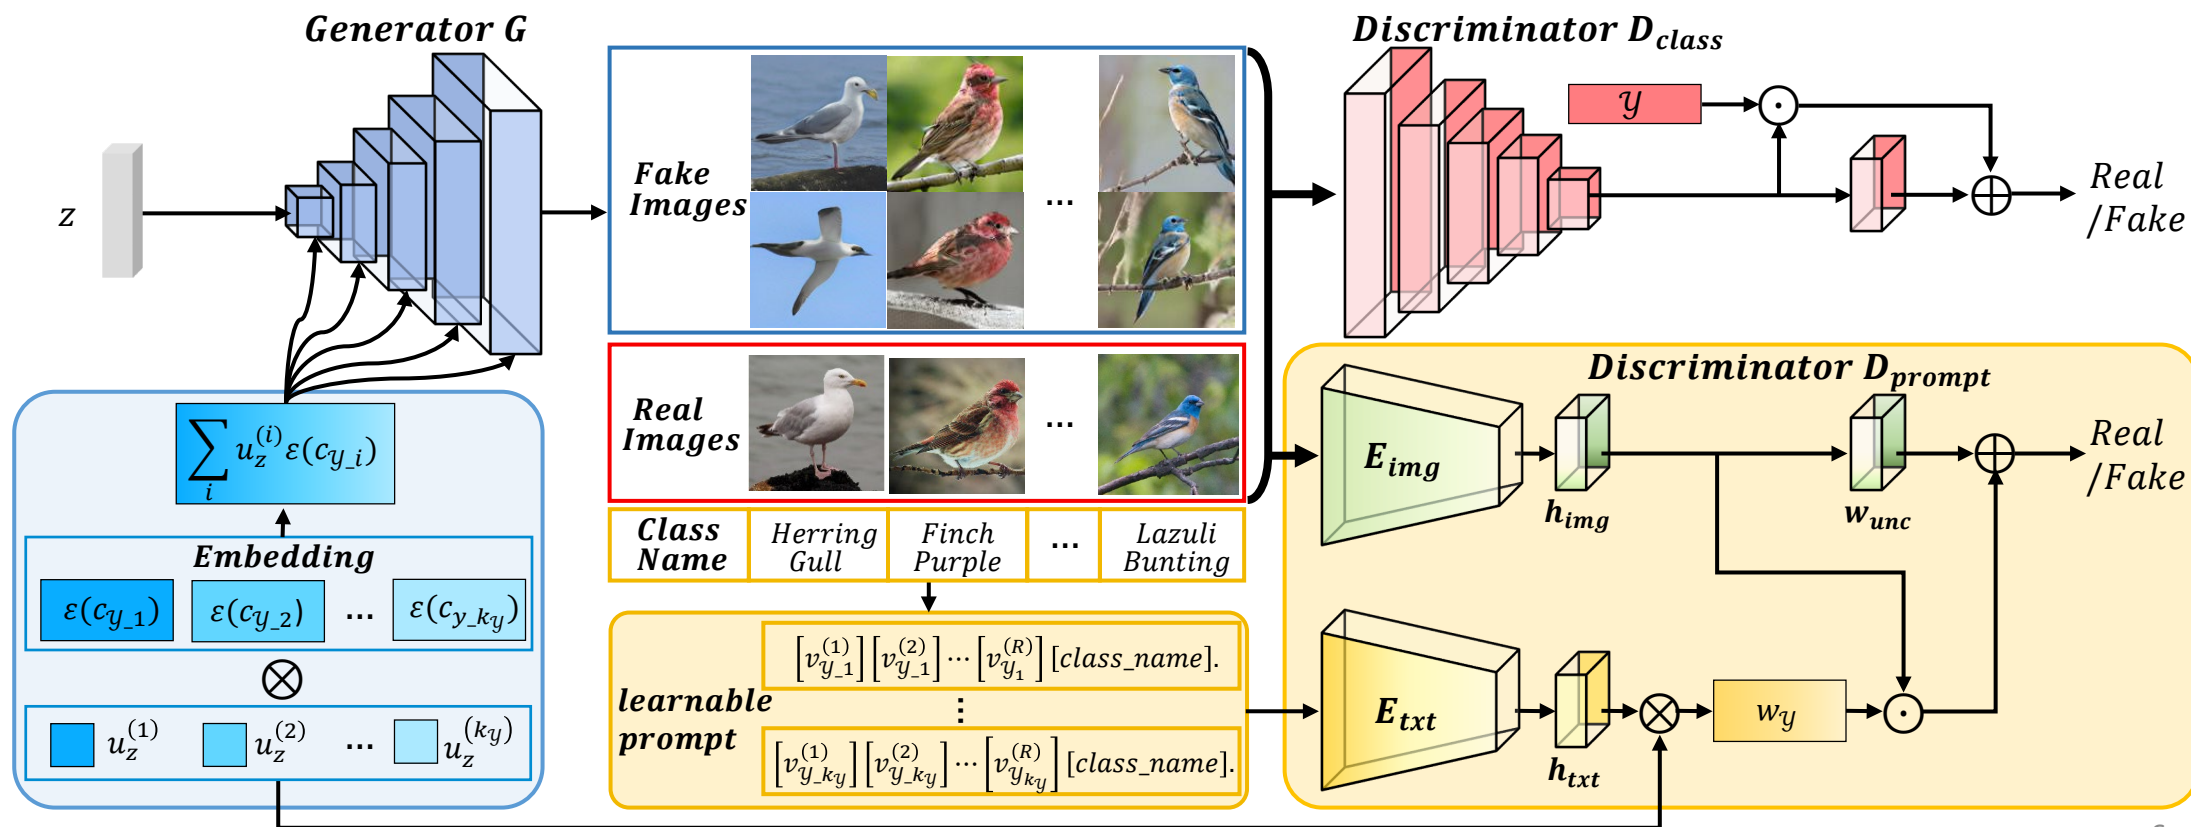 Generator G
Discriminator D_class
z
Fake
Images
...
𝒴
Real
/Fake
Real
Images
...
Class
Name
Herring
Gull
Finch
Purple
...
Lazuli
Bunting
∑_i u_z^(i) ε(c_𝒴_i)
Embedding
ε(c_𝒴_1) ε(c_𝒴_2) ... ε(c_y_k_y)
⊗
u_z^(1) u_z^(2) ... u_z^(k_y)
learnable
prompt
[v_𝒴_1^(1)] [v_𝒴_1^(2)] ⋯ [v_𝒴_1^(R)] [class_name].
⋮
[v_𝒴_k_y^(1)] [v_𝒴_k_y^(2)] ⋯ [v_𝒴_k_y^(R)] [class_name].
Discriminator D_prompt
E_img
h_img
w_unc
Real
/Fake
E_txt
h_txt
w_𝒴